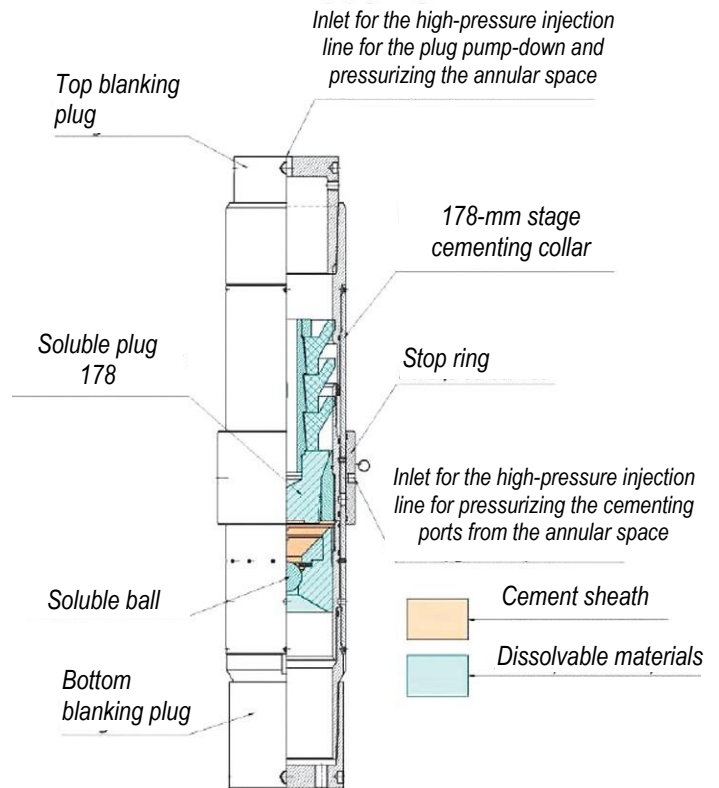 Inlet for the high-pressure injection
line for the plug pump-down and
pressurizing the annular space
Top blanking
plug
178-mm stage
cementing collar
Soluble plug
178
Stop ring
Inlet for the high-pressure injection
line for pressurizing the cementing
ports from the annular space
Soluble ball
Cement sheath
Dissolvable materials
Bottom
blanking plug